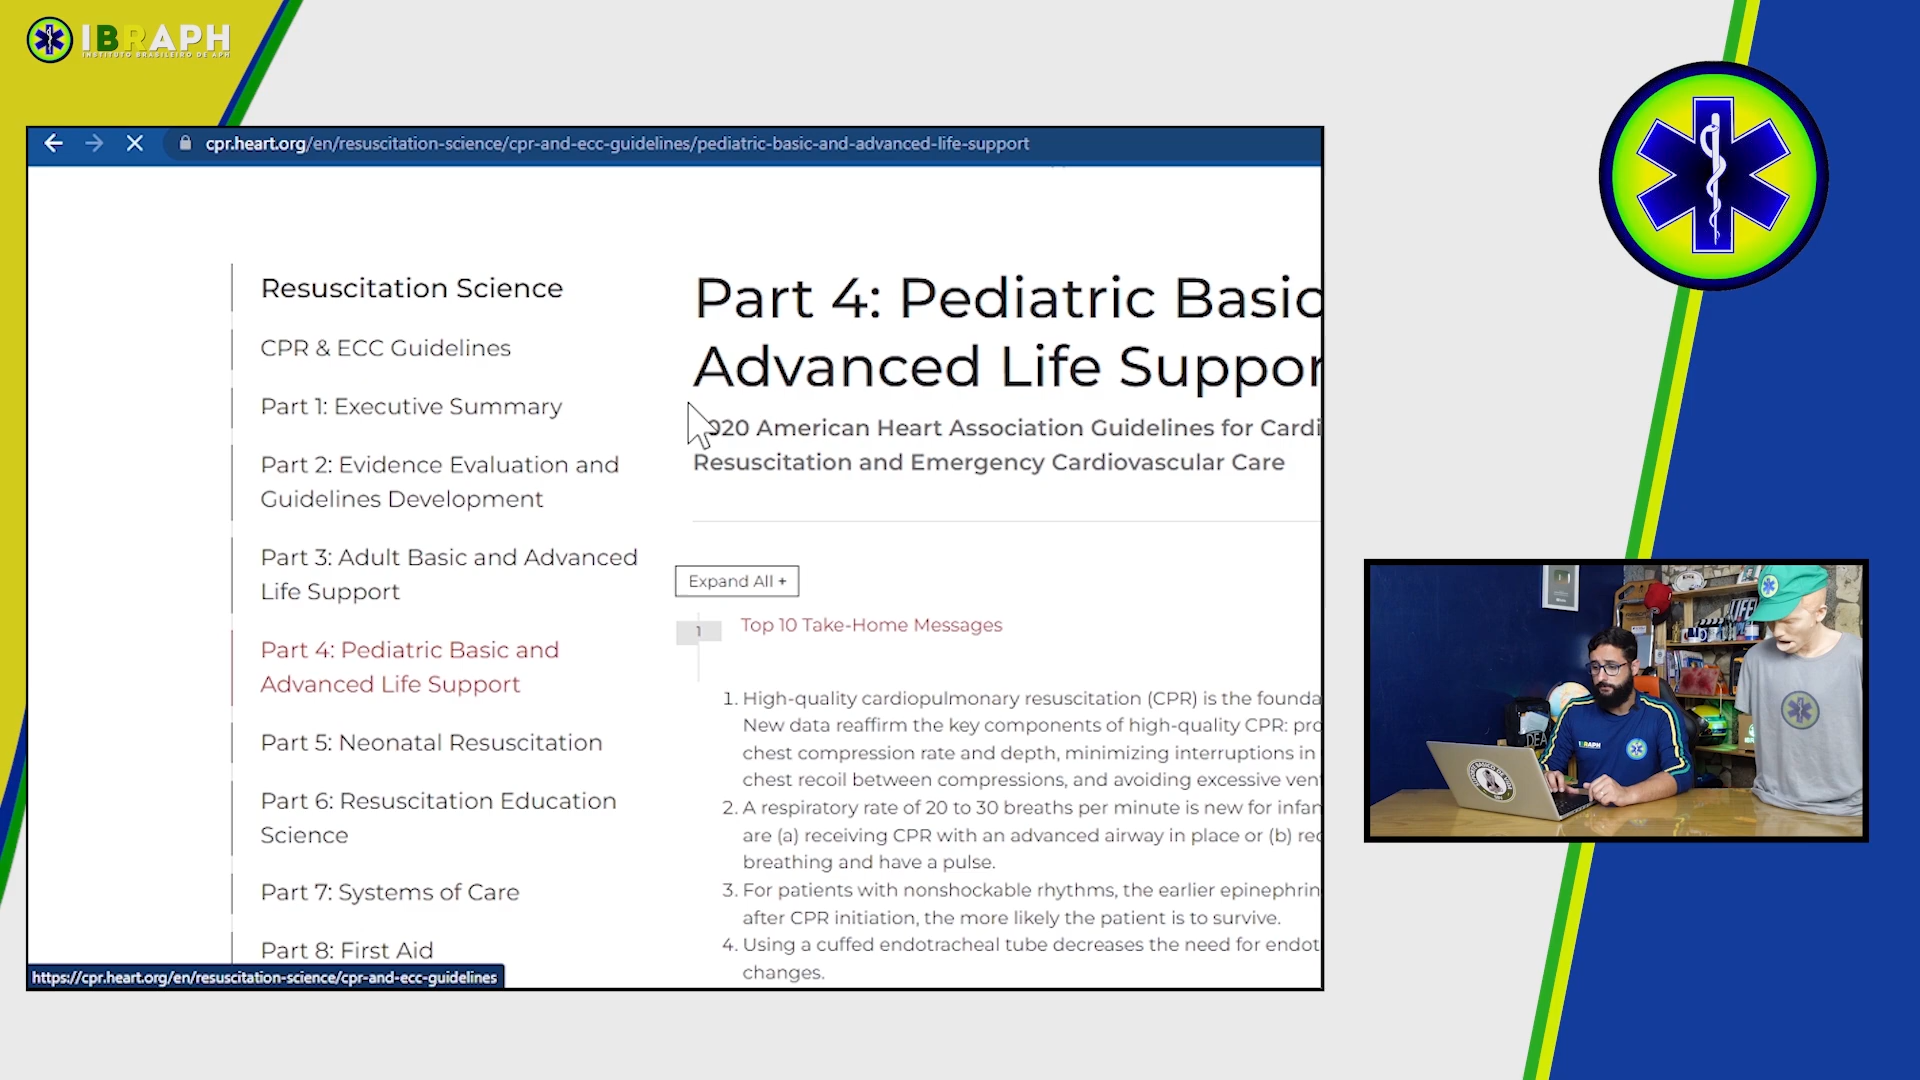 IBRAPH
INSTITUTO BRASILEIRO DE APH
cpr.heart.org/en/resuscitation-science/cpr-and-ecc-guidelines/pediatric-basic-and-advanced-life-support
Resuscitation Science
CPR & ECC Guidelines
Part 1: Executive Summary
Part 2: Evidence Evaluation and
Guidelines Development
Part 3: Adult Basic and Advanced
Life Support
Part 4: Pediatric Basic and
Advanced Life Support
Part 5: Neonatal Resuscitation
Part 6: Resuscitation Education
Science
Part 7: Systems of Care
Part 8: First Aid
https://cpr.heart.org/en/resuscitation-science/cpr-and-ecc-guidelines
Part 4: Pediatric Basic
Advanced Life Suppor
020 American Heart Association Guidelines for Cardi
Resuscitation and Emergency Cardiovascular Care
Expand All +
1
Top 10 Take-Home Messages
1. High-quality cardiopulmonary resuscitation (CPR) is the founda
New data reaffirm the key components of high-quality CPR: pro
chest compression rate and depth, minimizing interruptions in
chest recoil between compressions, and avoiding excessive ven
2. A respiratory rate of 20 to 30 breaths per minute is new for infan
are (a) receiving CPR with an advanced airway in place or (b) rec
breathing and have a pulse.
3. For patients with nonshockable rhythms, the earlier epinephrin
after CPR initiation, the more likely the patient is to survive.
4. Using a cuffed endotracheal tube decreases the need for endot
changes.
LIFE
DEA
IBRAPH